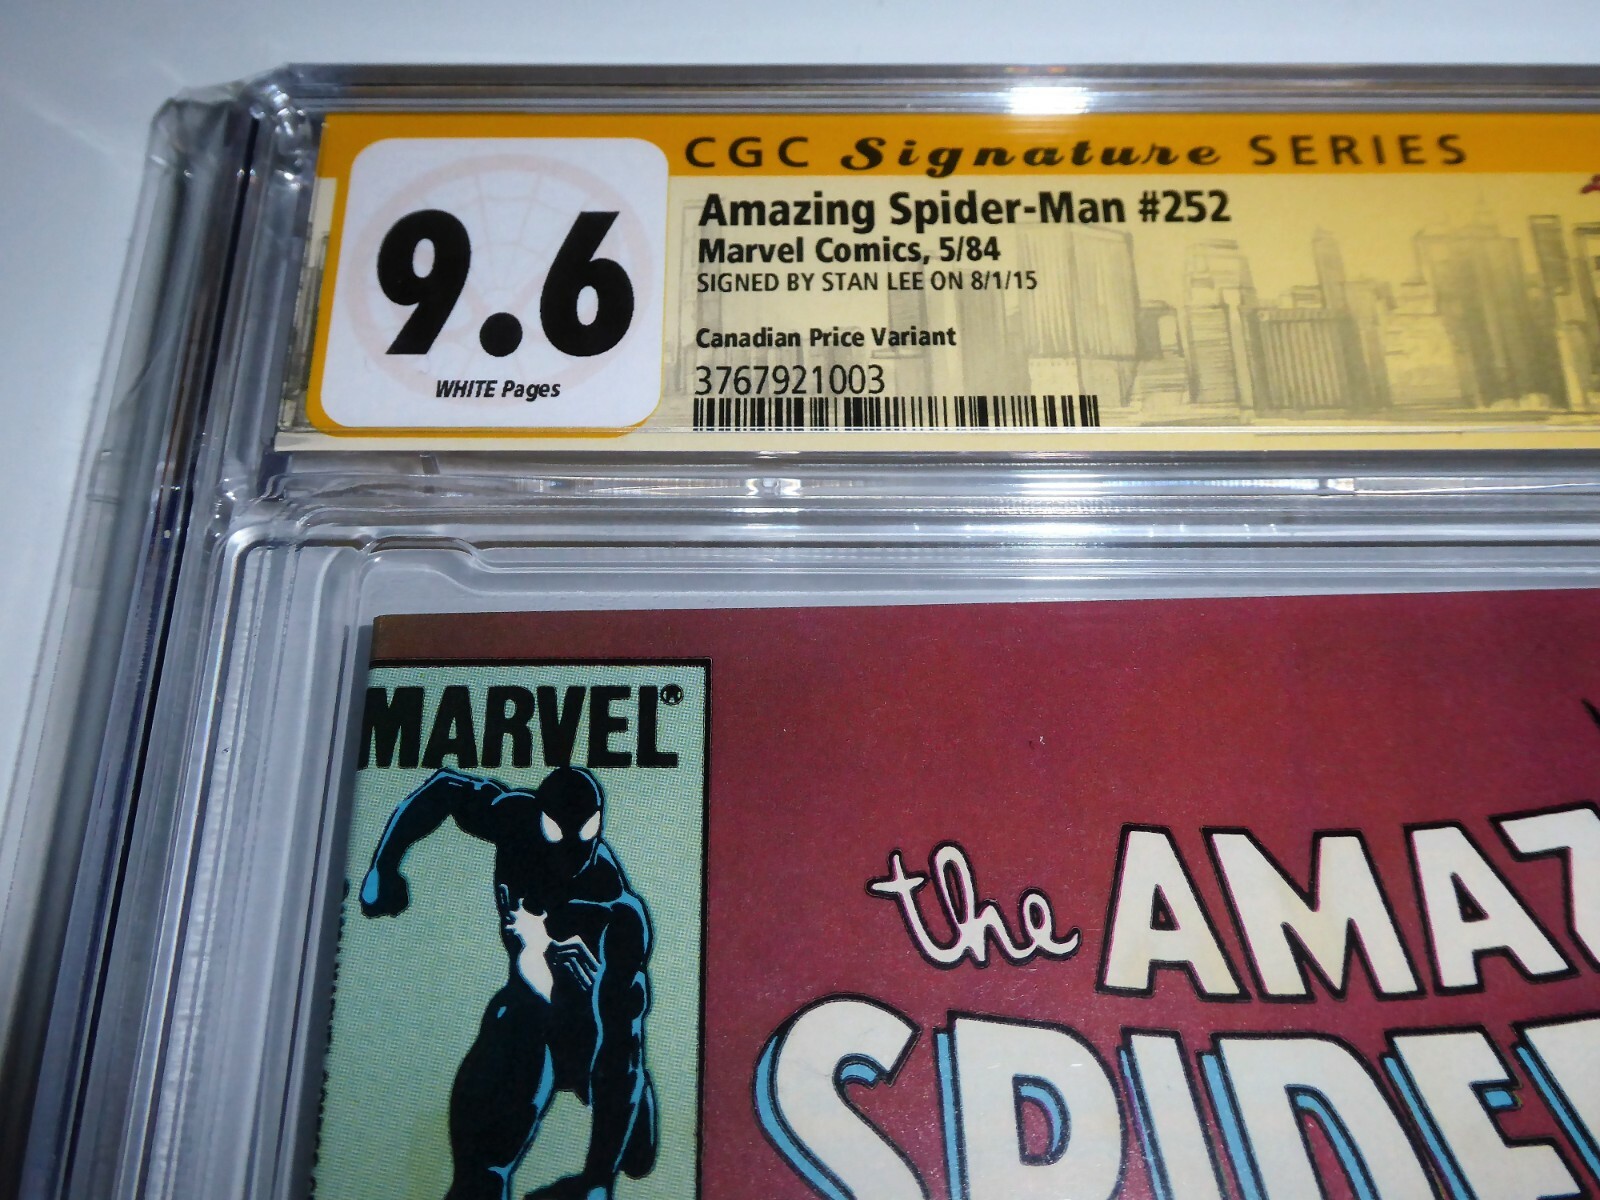 CGC Signature SERIES
9.6
WHITE Pages
Amazing Spider-Man #252
Marvel Comics, 5/84
SIGNED BY STAN LEE ON 8/1/15
Canadian Price Variant
3767921003
MARVEL
the AMAZ
SPIDE